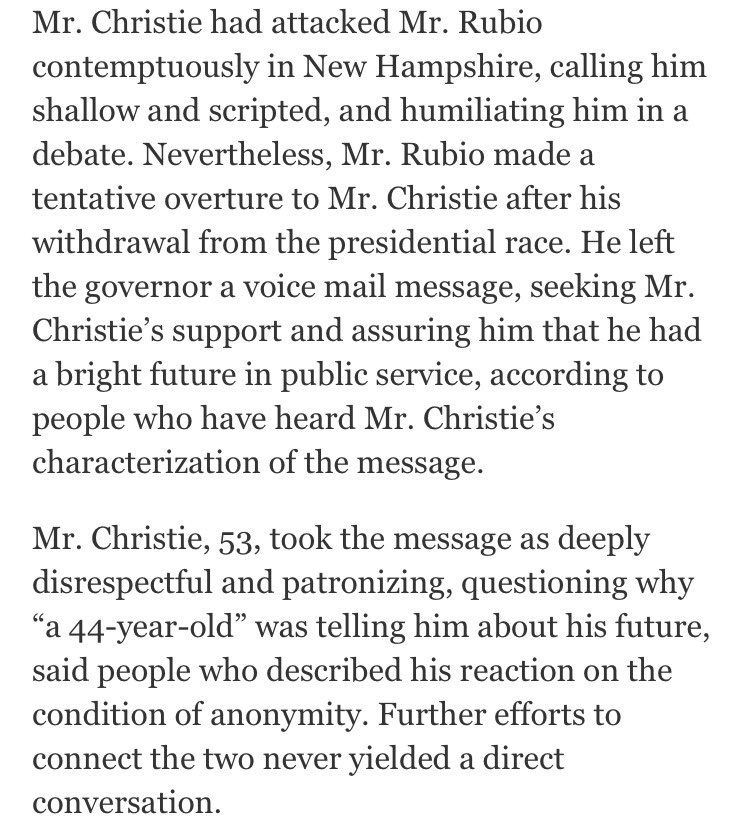 Mr. Christie had attacked Mr. Rubio
contemptuously in New Hampshire, calling him
shallow and scripted, and humiliating him in a
debate. Nevertheless, Mr. Rubio made a
tentative overture to Mr. Christie after his
withdrawal from the presidential race. He left
the governor a voice mail message, seeking Mr.
Christie’s support and assuring him that he had
a bright future in public service, according to
people who have heard Mr. Christie’s
characterization of the message.
Mr. Christie, 53, took the message as deeply
disrespectful and patronizing, questioning why
“a 44-year-old” was telling him about his future,
said people who described his reaction on the
condition of anonymity. Further efforts to
connect the two never yielded a direct
conversation.